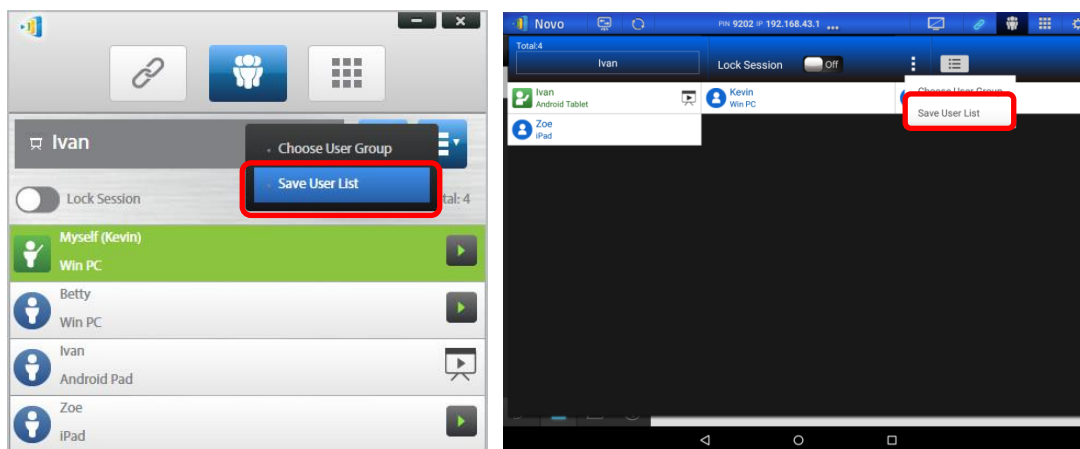 Ivan
Choose User Group
Save User List
Lock Session
tal: 4
Myself (Kevin)
Win PC
Betty
Win PC
Ivan
Android Pad
Zoe
iPad
Novo
PIN 9202 IP 192.168.43.1 ...
Total:4
Ivan
Lock Session
Off
Ivan
Android Tablet
Kevin
Win PC
Choose User Group
Save User List
Zoe
iPad